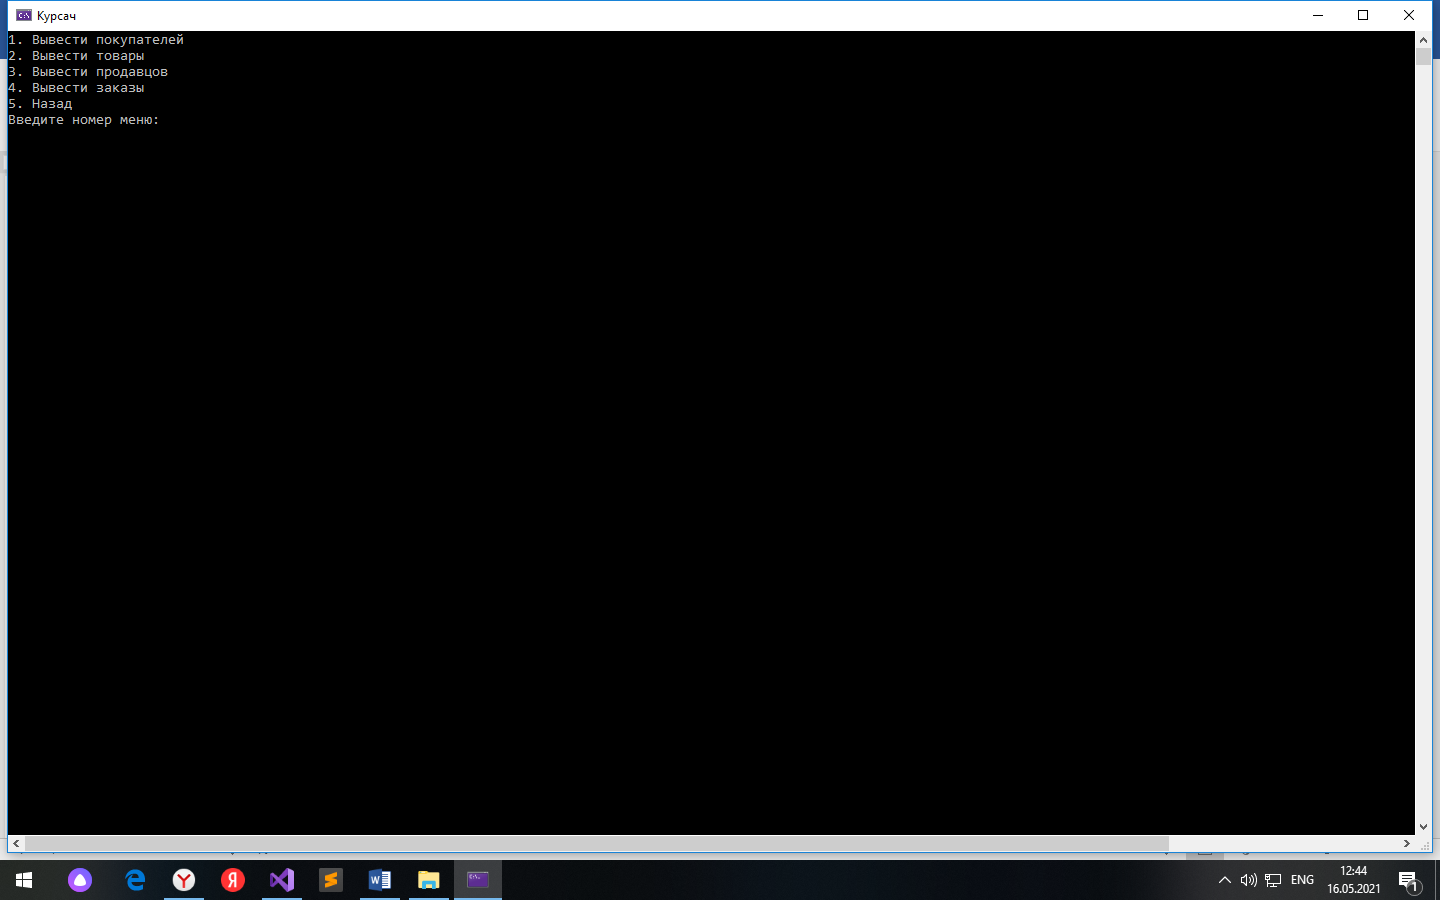 Курсач
1. Вывести покупателей
2. Вывести товары
3. Вывести продавцов
4. Вывести заказы
5. Назад
Введите номер меню:
ENG
12:44
16.05.2021
1